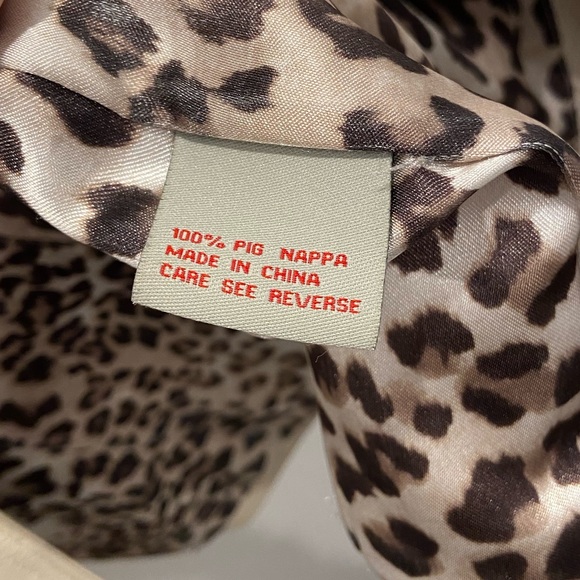 100% PIG NAPPA
MADE IN CHINA
CARE SEE REVERSE